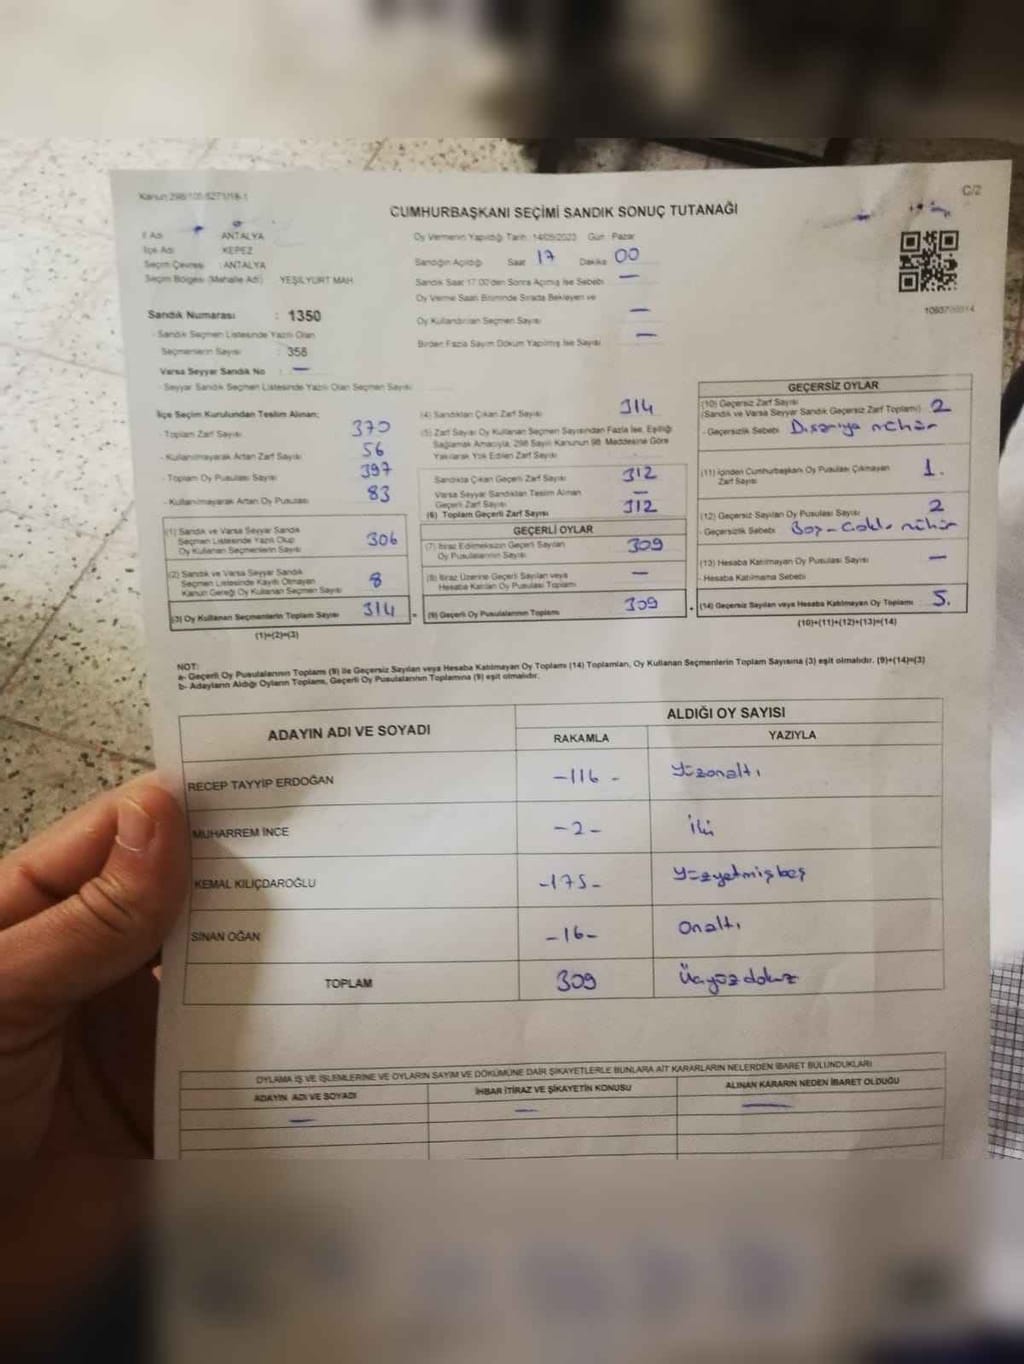 Kanun:298/105.6271/18-1
C/2
CUMHURBAŞKANI SEÇİMİ SANDIK SONUÇ TUTANAĞI
İl Adı ANTALYA
İlçe Adı KEPEZ
Seçim Çevresi : ANTALYA
Seçim Bölgesi (Mahalle Adı) YEŞİLYURT MAH
Sandık Numarası : 1350
- Sandık Seçmen Listesinde Yazılı Olan
Seçmenlerin Sayısı : 358
Varsa Seyyar Sandık No : —
- Seyyar Sandık Seçmen Listesinde Yazılı Olan Seçmen Sayısı
Oy Vermenin Yapıldığı Tarih : 14/05/2023 Gün : Pazar
Sandığın Açıldığı Saat 17 Dakika 00
Sandık Saat 17.00'den Sonra Açılmış İse Sebebi —
Oy Verme Saati Bitiminde Sırada Bekleyen ve
Oy Kullandırılan Seçmen Sayısı —
Birden Fazla Sayım Döküm Yapılmış İse Sayısı —
İlçe Seçim Kurulundan Teslim Alınan;
- Toplam Zarf Sayısı 370
- Kullanılmayarak Artan Zarf Sayısı 56
- Toplam Oy Pusulası Sayısı 397
- Kullanılmayarak Artan Oy Pusulası 83
(1) Sandık ve Varsa Seyyar Sandık
Seçmen Listesinde Yazılı Olup
Oy Kullanan Seçmenlerin Sayısı 306
(2) Sandık ve Varsa Seyyar Sandık
Seçmen Listesinde Kayıtlı Olmayan
Kanun Gereği Oy Kullanan Seçmen Sayısı 8
(3) Oy Kullanan Seçmenlerin Toplam Sayısı 314
(1)+(2)=(3)
(4) Sandıktan Çıkan Zarf Sayısı 314
(5) Zarf Sayısı Oy Kullanan Seçmen Sayısından Fazla İse, Eşitliği
Sağlamak Amacıyla, 298 Sayılı Kanunun 98. Maddesine Göre
Yakılarak Yok Edilen Zarf Sayısı
Sandıkta Çıkan Geçerli Zarf Sayısı 312
Varsa Seyyar Sandıktan Teslim Alınan
Geçerli Zarf Sayısı —
(6) Toplam Geçerli Zarf Sayısı 312
GEÇERLİ OYLAR
(7) İtiraz Edilmeksizin Geçerli Sayılan
Oy Pusulalarının Sayısı 309
(8) İtiraz Üzerine Geçerli Sayılan veya
Hesaba Katılan Oy Pusulası Toplamı —
= (9) Geçerli Oy Pusulalarının Toplamı 309
GEÇERSİZ OYLAR
(10) Geçersiz Zarf Sayısı
(Sandık ve Varsa Seyyar Sandık Geçersiz Zarf Toplamı) 2
- Geçersizlik Sebebi Dışarıya mühür
(11) İçinden Cumhurbaşkanı Oy Pusulası Çıkmayan
Zarf Sayısı 1.
(12) Geçersiz Sayılan Oy Pusulası Sayısı 2
- Geçersizlik Sebebi Boş-Çoklu mühür
(13) Hesaba Katılmayan Oy Pusulası Sayısı —
- Hesaba Katılmama Sebebi
+ (14) Geçersiz Sayılan veya Hesaba Katılmayan Oy Toplamı 5.
(10)+(11)+(12)+(13)=(14)
NOT:
a- Geçerli Oy Pusulalarının Toplamı (9) ile Geçersiz Sayılan veya Hesaba Katılmayan Oy Toplamı (14) Toplamları, Oy Kullanan Seçmenlerin Toplam Sayısına (3) eşit olmalıdır. (9)+(14)=(3)
b- Adayların Aldığı Oyların Toplamı, Geçerli Oy Pusulalarının Toplamına (9) eşit olmalıdır.
ADAYIN ADI VE SOYADI ALDIĞI OY SAYISI
RAKAMLA YAZIYLA
RECEP TAYYİP ERDOĞAN -116- Yüzonaltı
MUHARREM İNCE -2- İki
KEMAL KILIÇDAROĞLU -175- Yüzyetmişbeş
SİNAN OĞAN -16- Onaltı
TOPLAM 309 Üçyüzdokuz
OYLAMA İŞ VE İŞLEMLERİNE VE OYLARIN SAYIM VE DÖKÜMÜNE DAİR ŞİKAYETLERLE BUNLARA AİT KARARLARIN NELERDEN İBARET BULUNDUKLARI
ADAYIN ADI VE SOYADI İHBAR İTİRAZ VE ŞİKAYETİN KONUSU ALINAN KARARIN NEDEN İBARET OLDUĞU
— — —